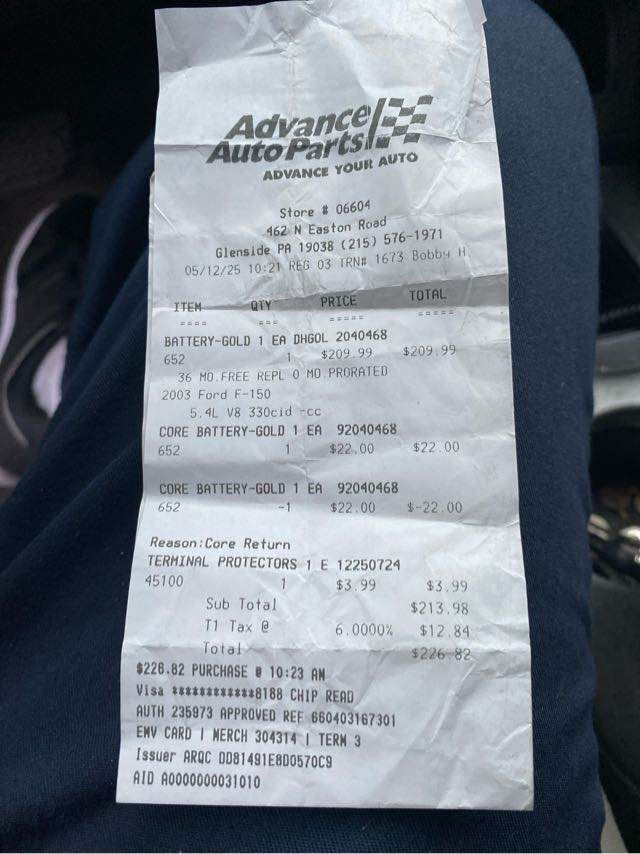 Advance
Auto Parts
ADVANCE YOUR AUTO
Store # 06604
462 N Easton Road
Glenside PA 19038 (215) 576-1971
05/12/25 10:21 REG 03 TRN# 1673 Bobby H.
ITEM QTY PRICE TOTAL
==== === ===== =====
BATTERY-GOLD 1 EA DHGOL 2040468
652 1 $209.99 $209.99
36 MO.FREE REPL 0 MO.PRORATED
2003 Ford F-150
5.4L V8 330cid -cc
CORE BATTERY-GOLD 1 EA 92040468
652 1 $22.00 $22.00
CORE BATTERY-GOLD 1 EA 92040468
652 -1 $22.00 $-22.00
Reason:Core Return
TERMINAL PROTECTORS 1 E 12250724
45100 1 $3.99 $3.99
Sub Total $213.98
T1 Tax @ 6.0000% $12.84
Total $226.82
$226.82 PURCHASE @ 10:23 AM
Visa ************8188 CHIP READ
AUTH 235973 APPROVED REF 660403167301
EMV CARD | MERCH 304314 | TERM 3
Issuer ARQC DD81491E8D0570C9
AID A0000000031010